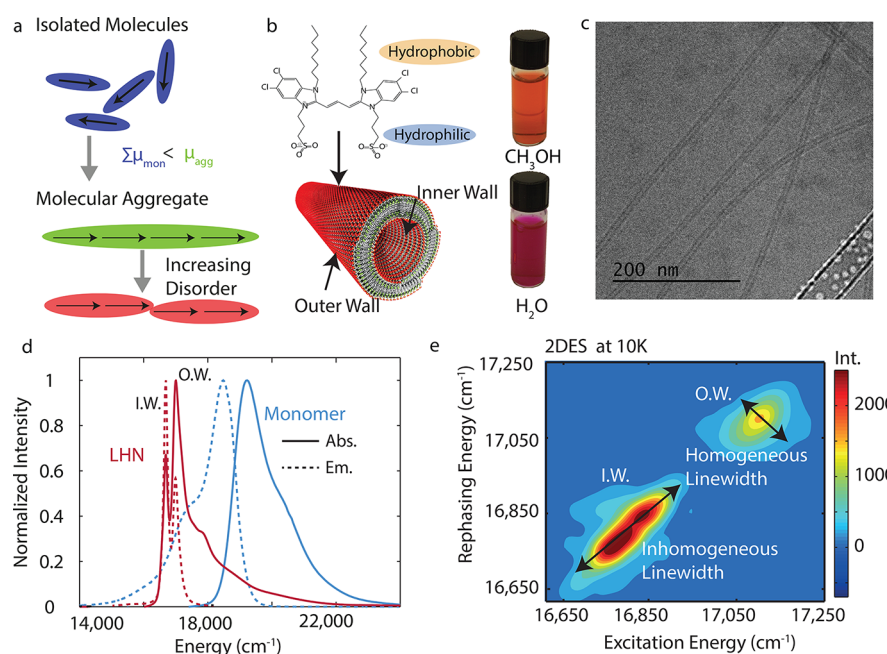 a
Isolated Molecules
Σμmon < μagg
Molecular Aggregate
Increasing
Disorder
b
Hydrophobic
Cl
Cl
Cl
Cl
N
N
N
N
Hydrophilic
O=S=O
O
O=S=O
O
Inner Wall
Outer Wall
CH3OH
H2O
c
200 nm
d
Normalized Intensity
1
0.8
0.6
0.4
0.2
0
I.W.
O.W.
LHN
Monomer
Abs.
Em.
14,000
18,000
22,000
Energy (cm-1)
e
2DES at 10K
Int.
Rephasing Energy (cm-1)
17,250
17,050
16,850
16,650
O.W.
Homogeneous
Linewidth
I.W.
Inhomogeneous
Linewidth
16,650
16,850
17,050
17,250
Excitation Energy (cm-1)
2000
1000
0